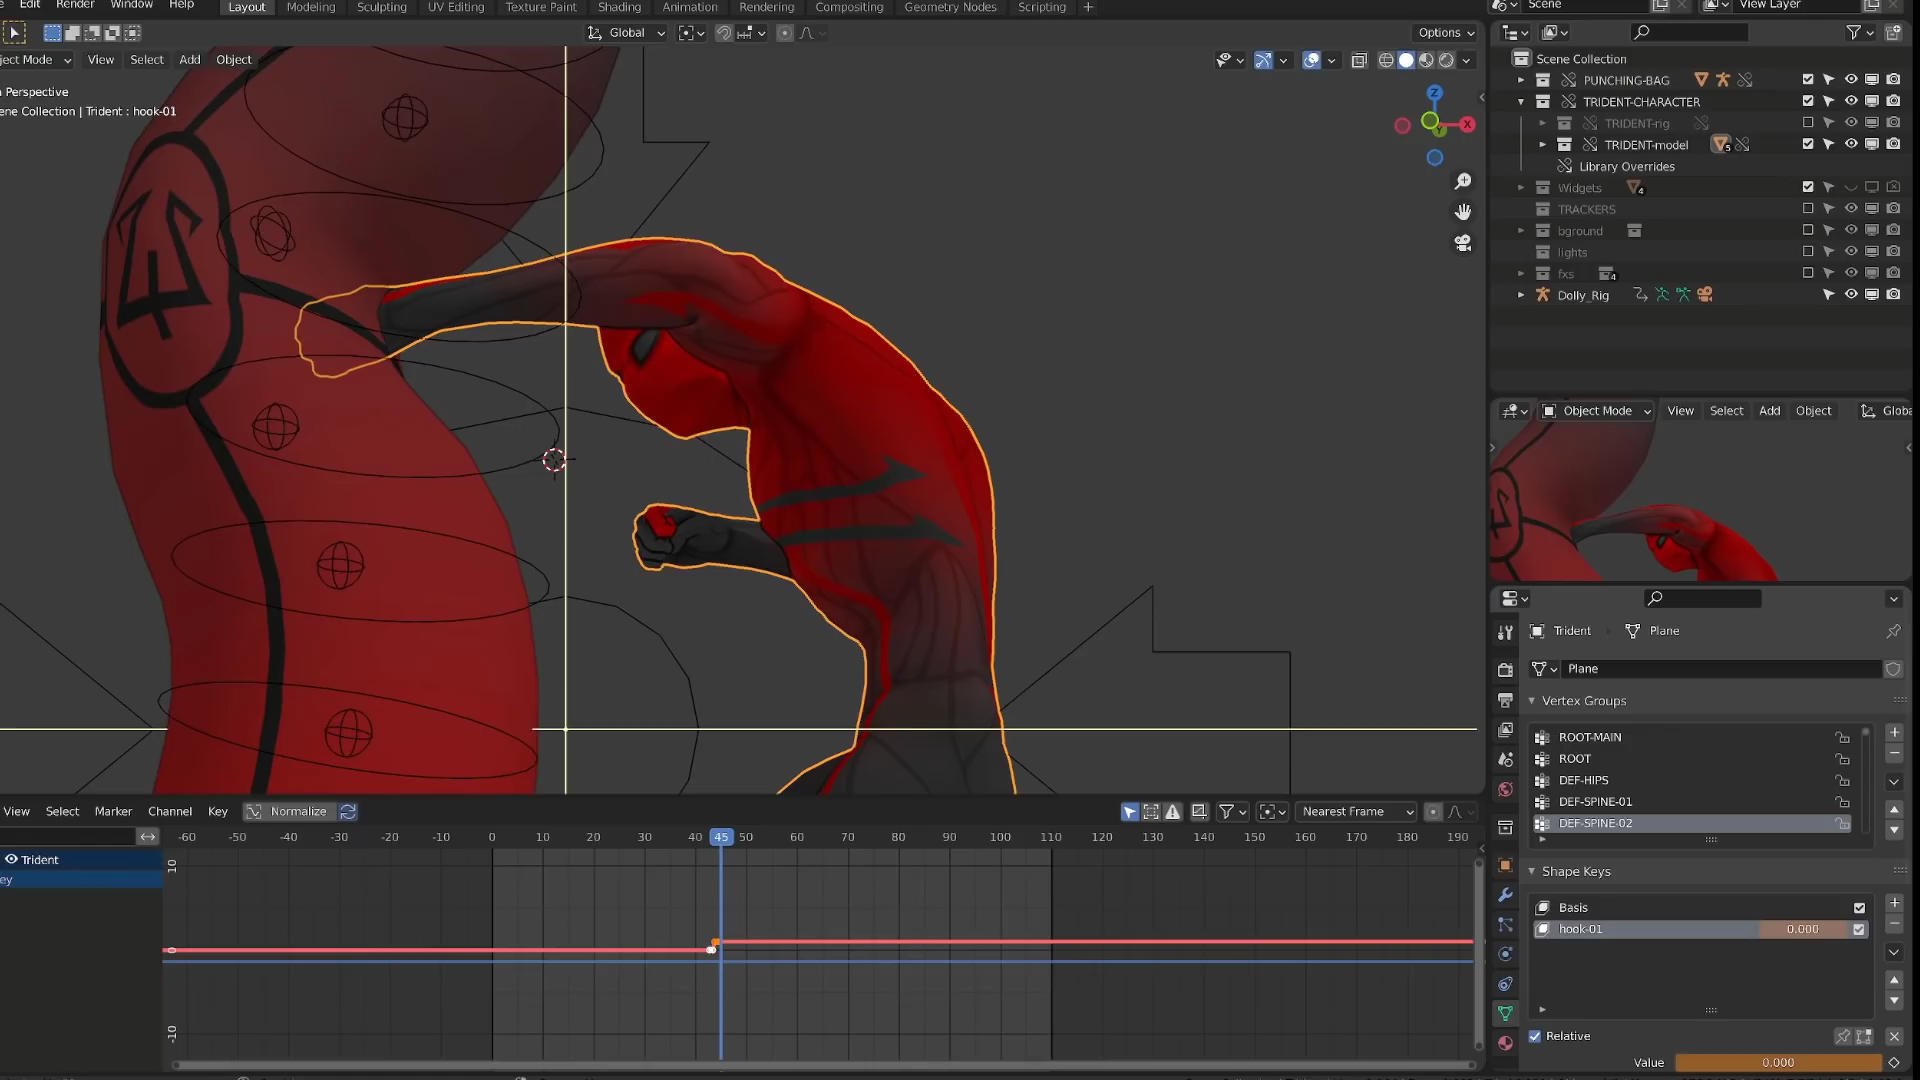 Edit Render Window Help Layout Modeling Sculpting UV Editing Texture Paint Shading Animation Rendering Compositing Geometry Nodes Scripting +
Scene View Layer
Global Options
ject Mode View Select Add Object
Perspective
ene Collection | Trident : hook-01
Z
X
Y
Scene Collection
PUNCHING-BAG
TRIDENT-CHARACTER
TRIDENT-rig
TRIDENT-model 5
Library Overrides
Widgets 4
TRACKERS
bground
lights
fxs 4
Dolly_Rig
Object Mode View Select Add Object Globa
Trident Plane
Plane
Vertex Groups
ROOT-MAIN
ROOT
DEF-HIPS
DEF-SPINE-01
DEF-SPINE-02
Shape Keys
Basis
hook-01 0.000
Relative
Value 0.000
View Select Marker Channel Key Normalize Nearest Frame
-60 -50 -40 -30 -20 -10 0 10 20 30 40 45 50 60 70 80 90 100 110 120 130 140 150 160 170 180 190
Trident
ey
10
0
-10